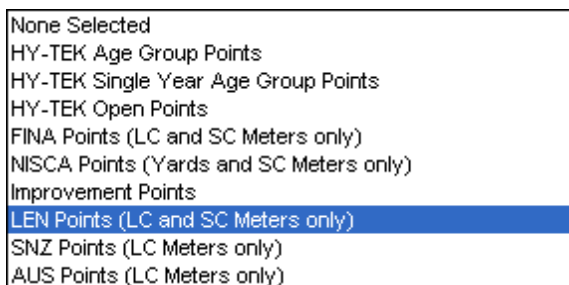 None Selected
HY-TEK Age Group Points
HY-TEK Single Year Age Group Points
HY-TEK Open Points
FINA Points (LC and SC Meters only)
NISCA Points (Yards and SC Meters only)
Improvement Points
LEN Points (LC and SC Meters only)
SNZ Points (LC Meters only)
AUS Points (LC Meters only)